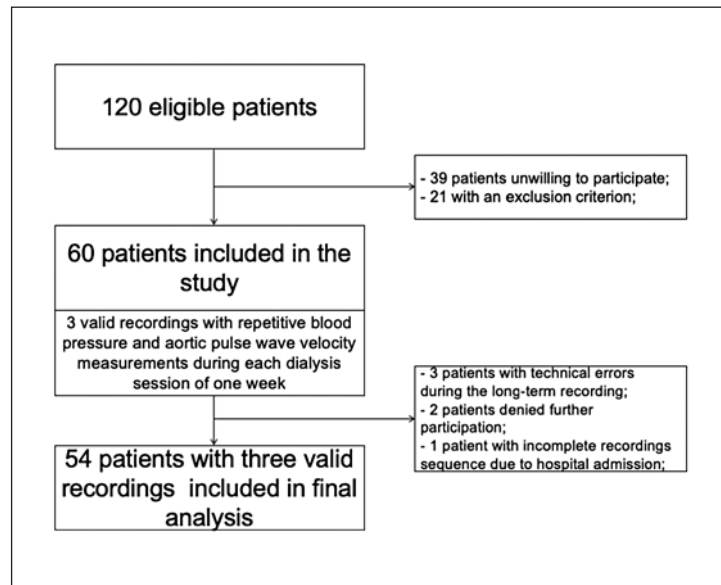 120 eligible patients
- 39 patients unwilling to participate;
- 21 with an exclusion criterion;
60 patients included in the
study
3 valid recordings with repetitive blood
pressure and aortic pulse wave velocity
measurements during each dialysis
session of one week
- 3 patients with technical errors
during the long-term recording;
- 2 patients denied further
participation;
- 1 patient with incomplete recordings
sequence due to hospital admission;
54 patients with three valid
recordings included in final
analysis